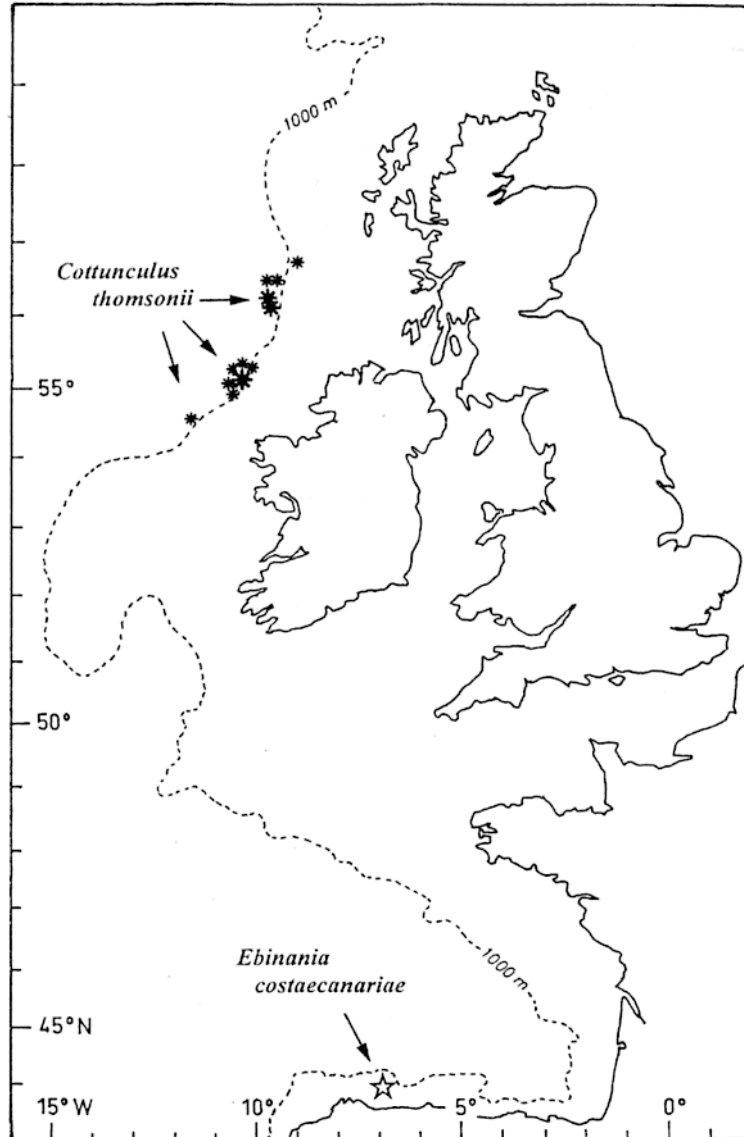 1000 m
Cottunculus
thomsonii
55°
50°
Ebinania
costaecanariae
1000 m
45°N
15°W 10° 5° 0°